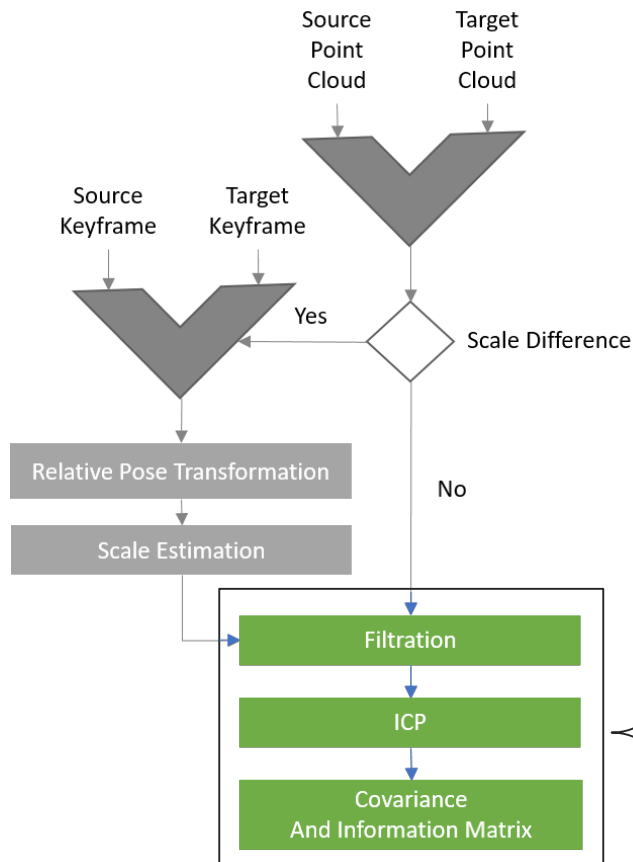 Source
Point
Cloud
Target
Point
Cloud
Source
Keyframe
Target
Keyframe
Yes
Scale Difference
Relative Pose Transformation
No
Scale Estimation
Filtration
ICP
Covariance
And Information Matrix